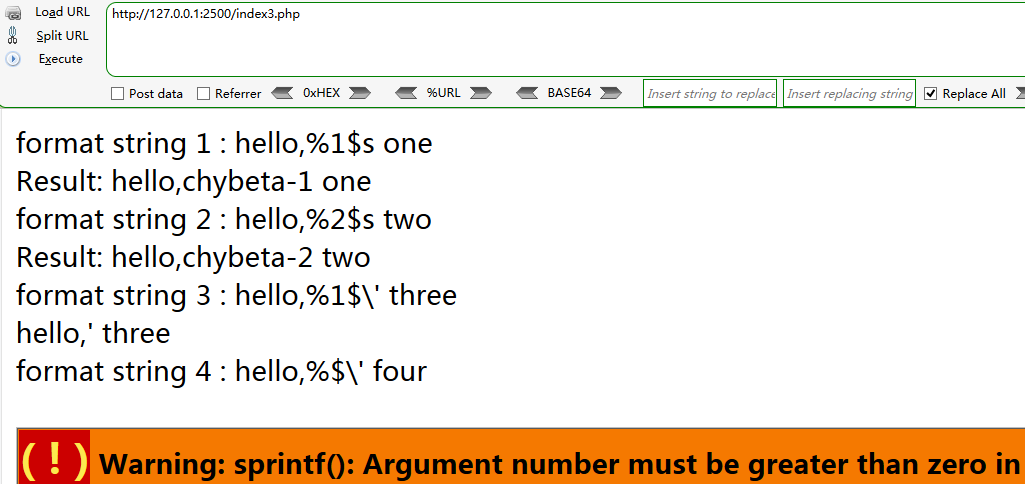 Load URL
http://127.0.0.1:2500/index3.php
Split URL
Execute
Post data Referrer 0xHEX %URL BASE64 Insert string to replace Insert replacing string Replace All
format string 1 : hello,%1$s one
Result: hello,chybeta-1 one
format string 2 : hello,%2$s two
Result: hello,chybeta-2 two
format string 3 : hello,%1$\' three
hello,' three
format string 4 : hello,%$\' four
( ! ) Warning: sprintf(): Argument number must be greater than zero in